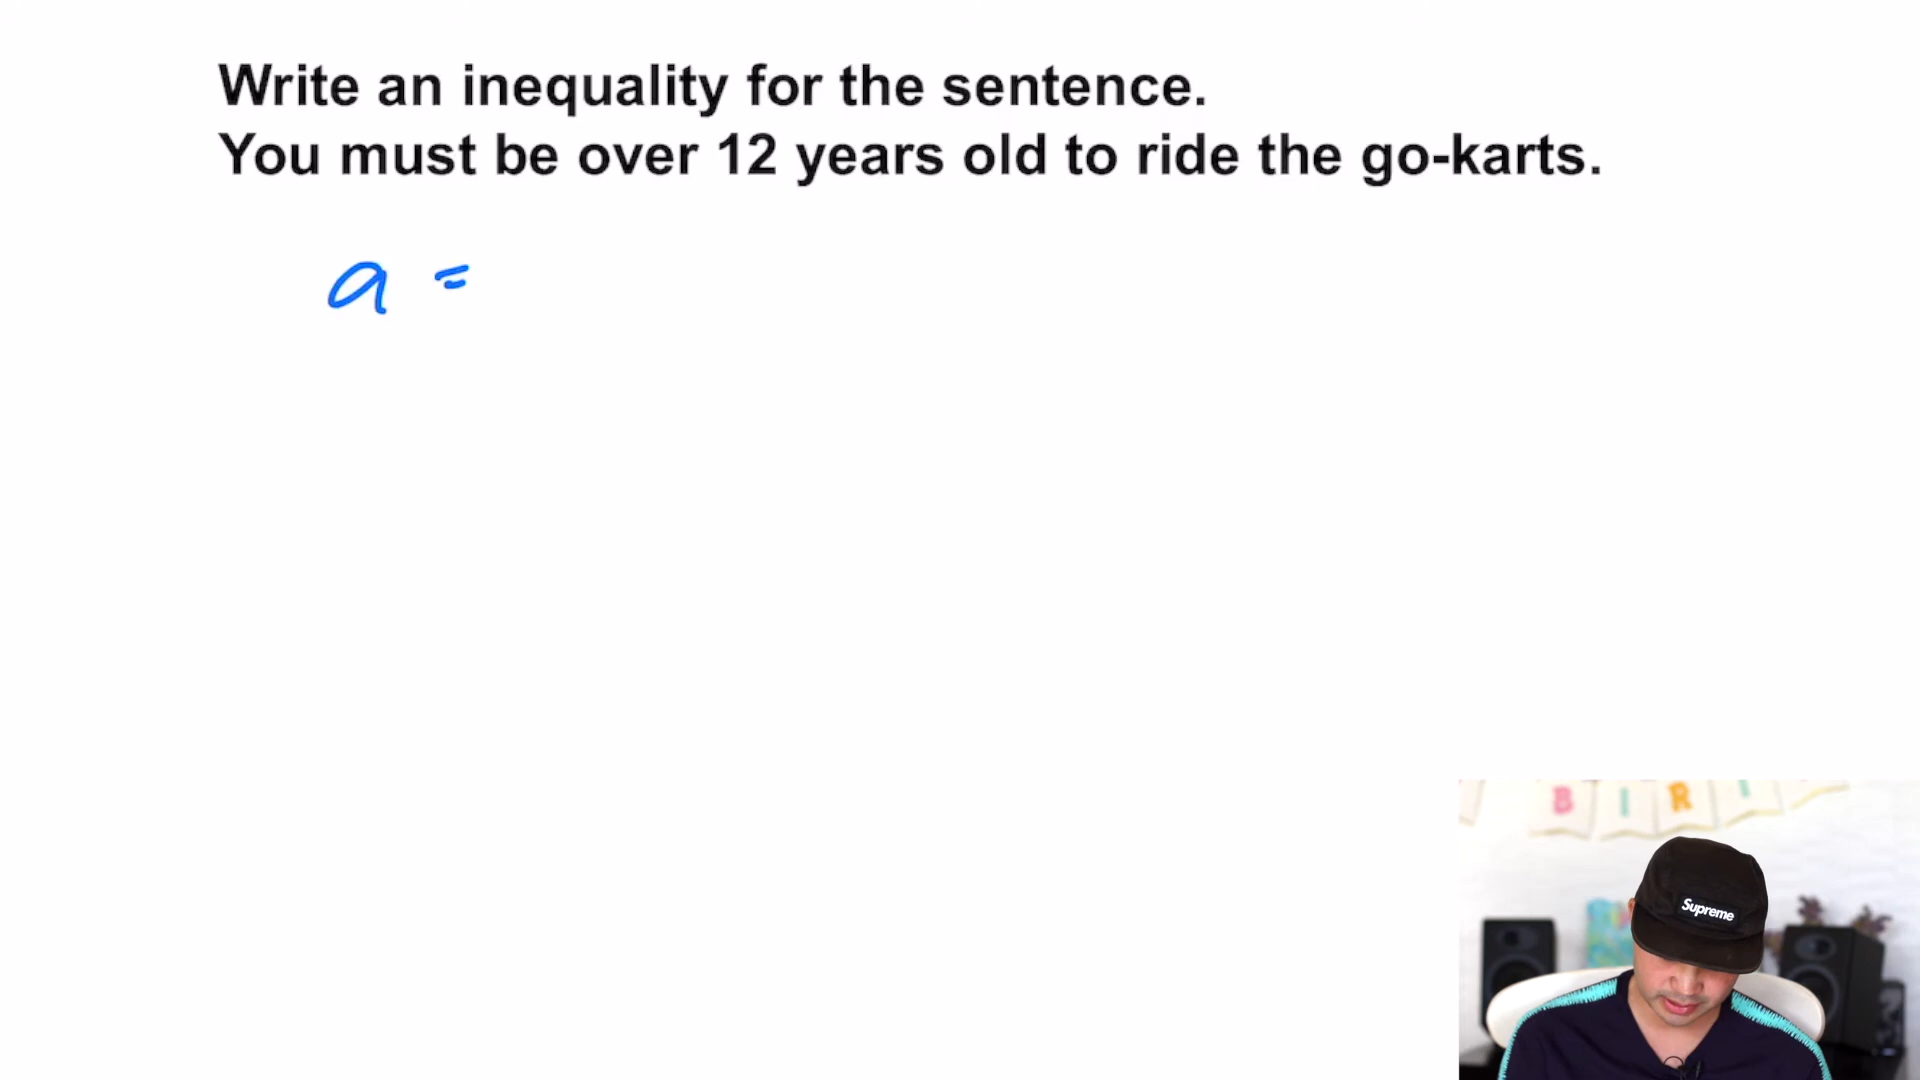 Write an inequality for the sentence.
You must be over 12 years old to ride the go-karts.
a =
B I R T
Supreme